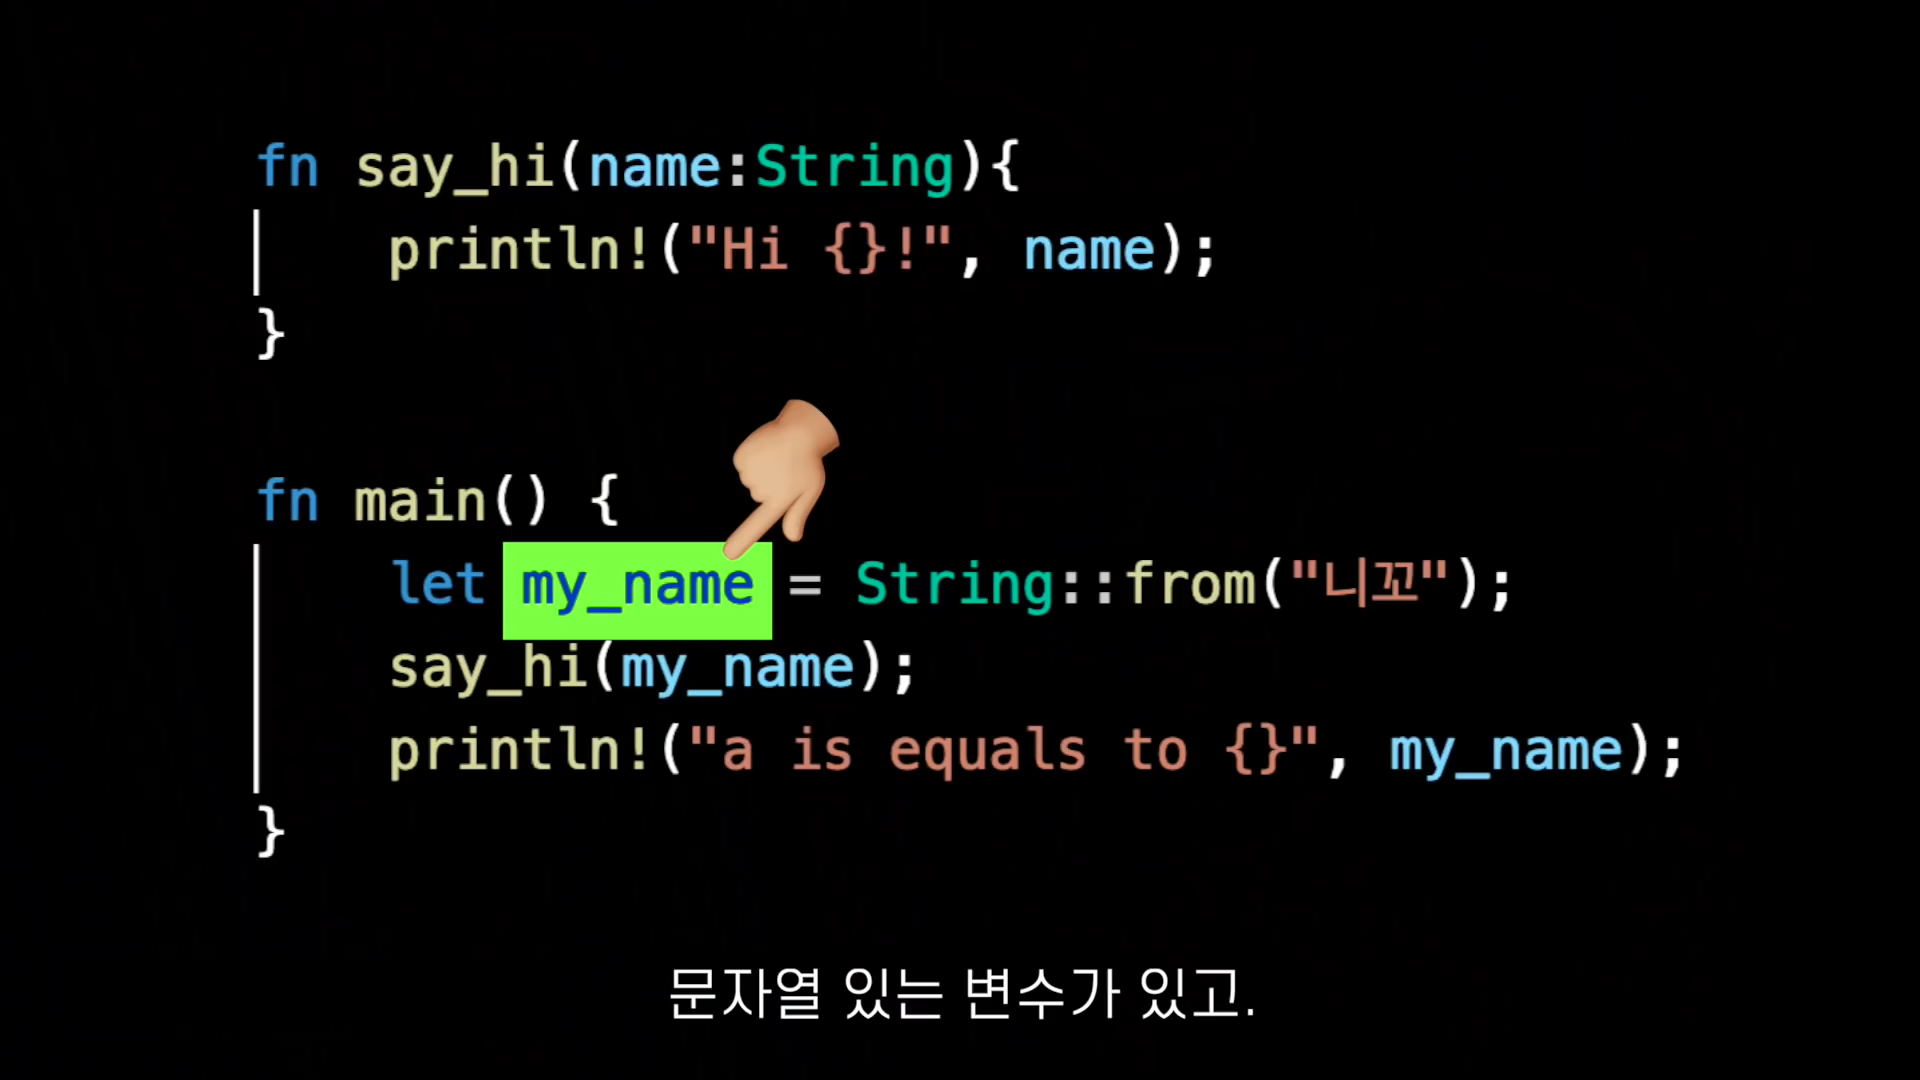 fn say_hi(name:String){
println!("Hi {}!", name);
}
fn main() {
let my_name = String::from("니꼬");
say_hi(my_name);
println!("a is equals to {}", my_name);
}
문자열 있는 변수가 있고.